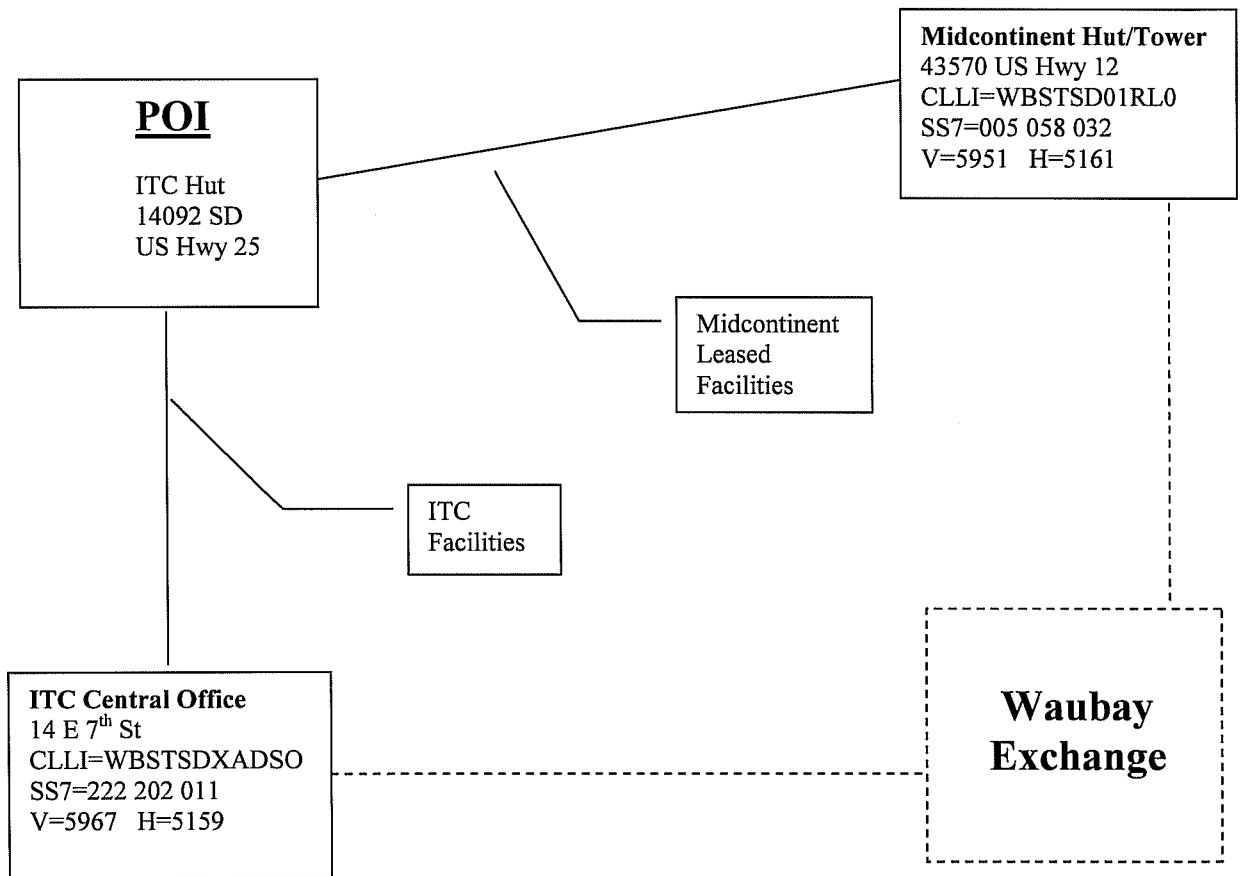 POI
ITC Hut
14092 SD
US Hwy 25
Midcontinent Hut/Tower
43570 US Hwy 12
CLLI=WBSTSD01RL0
SS7=005 058 032
V=5951 H=5161
Midcontinent
Leased
Facilities
ITC
Facilities
ITC Central Office
14 E 7th St
CLLI=WBSTSDXADSO
SS7=222 202 011
V=5967 H=5159
Waubay
Exchange